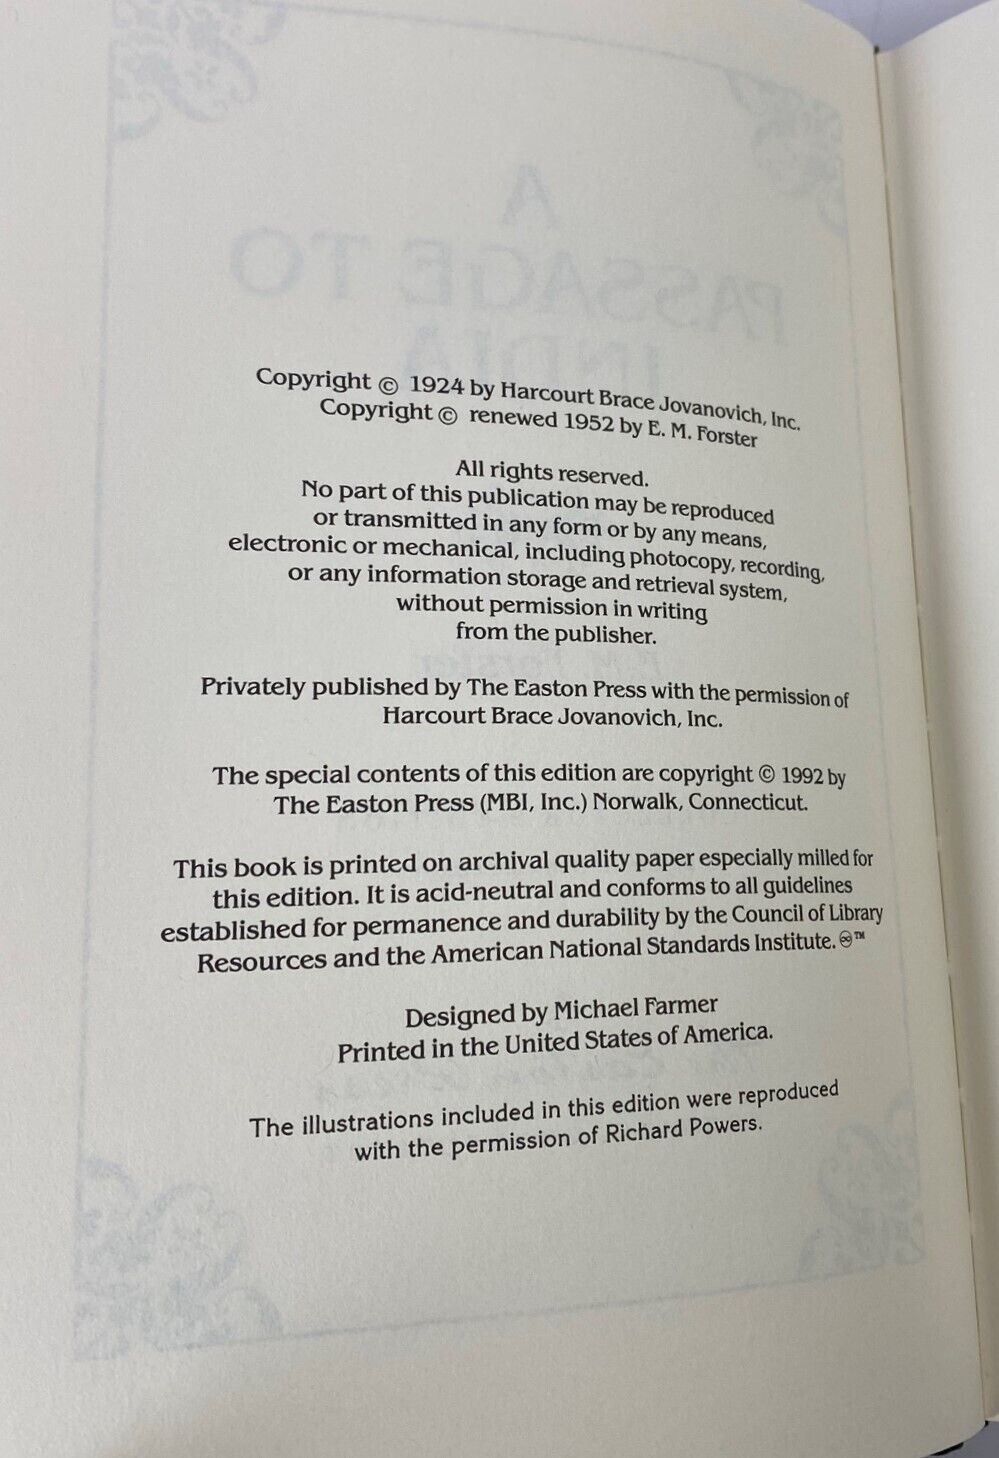 A
PASSAGE TO
INDIA
Copyright © 1924 by Harcourt Brace Jovanovich, Inc.
Copyright © renewed 1952 by E. M. Forster
All rights reserved.
No part of this publication may be reproduced
or transmitted in any form or by any means,
electronic or mechanical, including photocopy, recording,
or any information storage and retrieval system,
without permission in writing
from the publisher.
Privately published by The Easton Press with the permission of
Harcourt Brace Jovanovich, Inc.
The special contents of this edition are copyright © 1992 by
The Easton Press (MBI, Inc.) Norwalk, Connecticut.
This book is printed on archival quality paper especially milled for
this edition. It is acid-neutral and conforms to all guidelines
established for permanence and durability by the Council of Library
Resources and the American National Standards Institute. ♾™
Designed by Michael Farmer
Printed in the United States of America.
The illustrations included in this edition were reproduced
with the permission of Richard Powers.